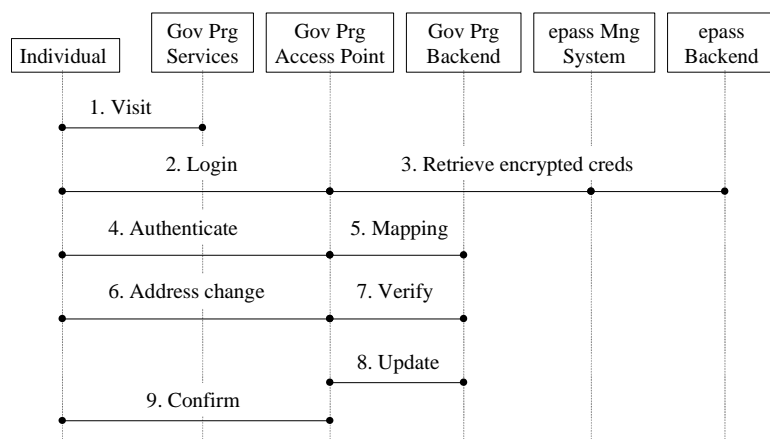 Individual
Gov Prg
Services
Gov Prg
Access Point
Gov Prg
Backend
epass Mng
System
epass
Backend
1. Visit
2. Login
3. Retrieve encrypted creds
4. Authenticate
5. Mapping
6. Address change
7. Verify
8. Update
9. Confirm